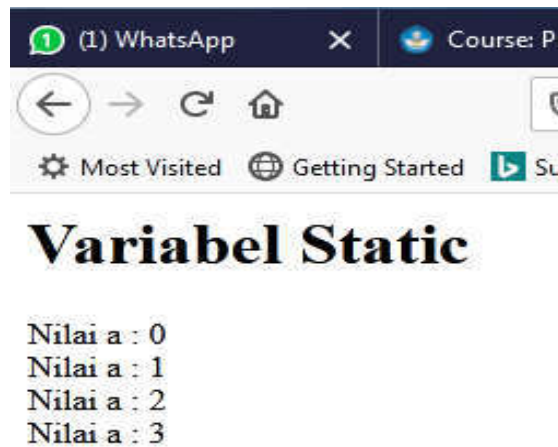 (1) WhatsApp
Course: P
Most Visited Getting Started Su
Variabel Static
Nilai a : 0
Nilai a : 1
Nilai a : 2
Nilai a : 3